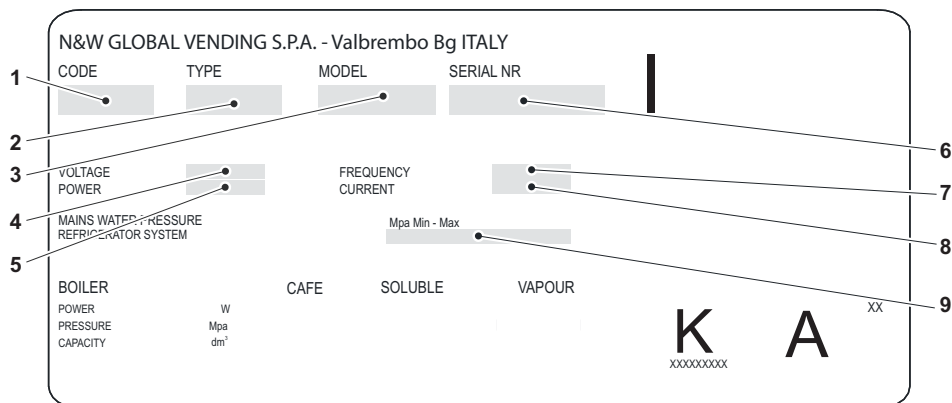 N&W GLOBAL VENDING S.P.A. - Valbrembo Bg ITALY
CODE TYPE MODEL SERIAL NR
1
2
3
6
VOLTAGE FREQUENCY
7
POWER CURRENT
4
MAINS WATER PRESSURE Mpa Min - Max
REFRIGERATOR SYSTEM
8
5
BOILER CAFE SOLUBLE VAPOUR
9
POWER W XX
PRESSURE Mpa
CAPACITY dm³
K A
XXXXXXXXX